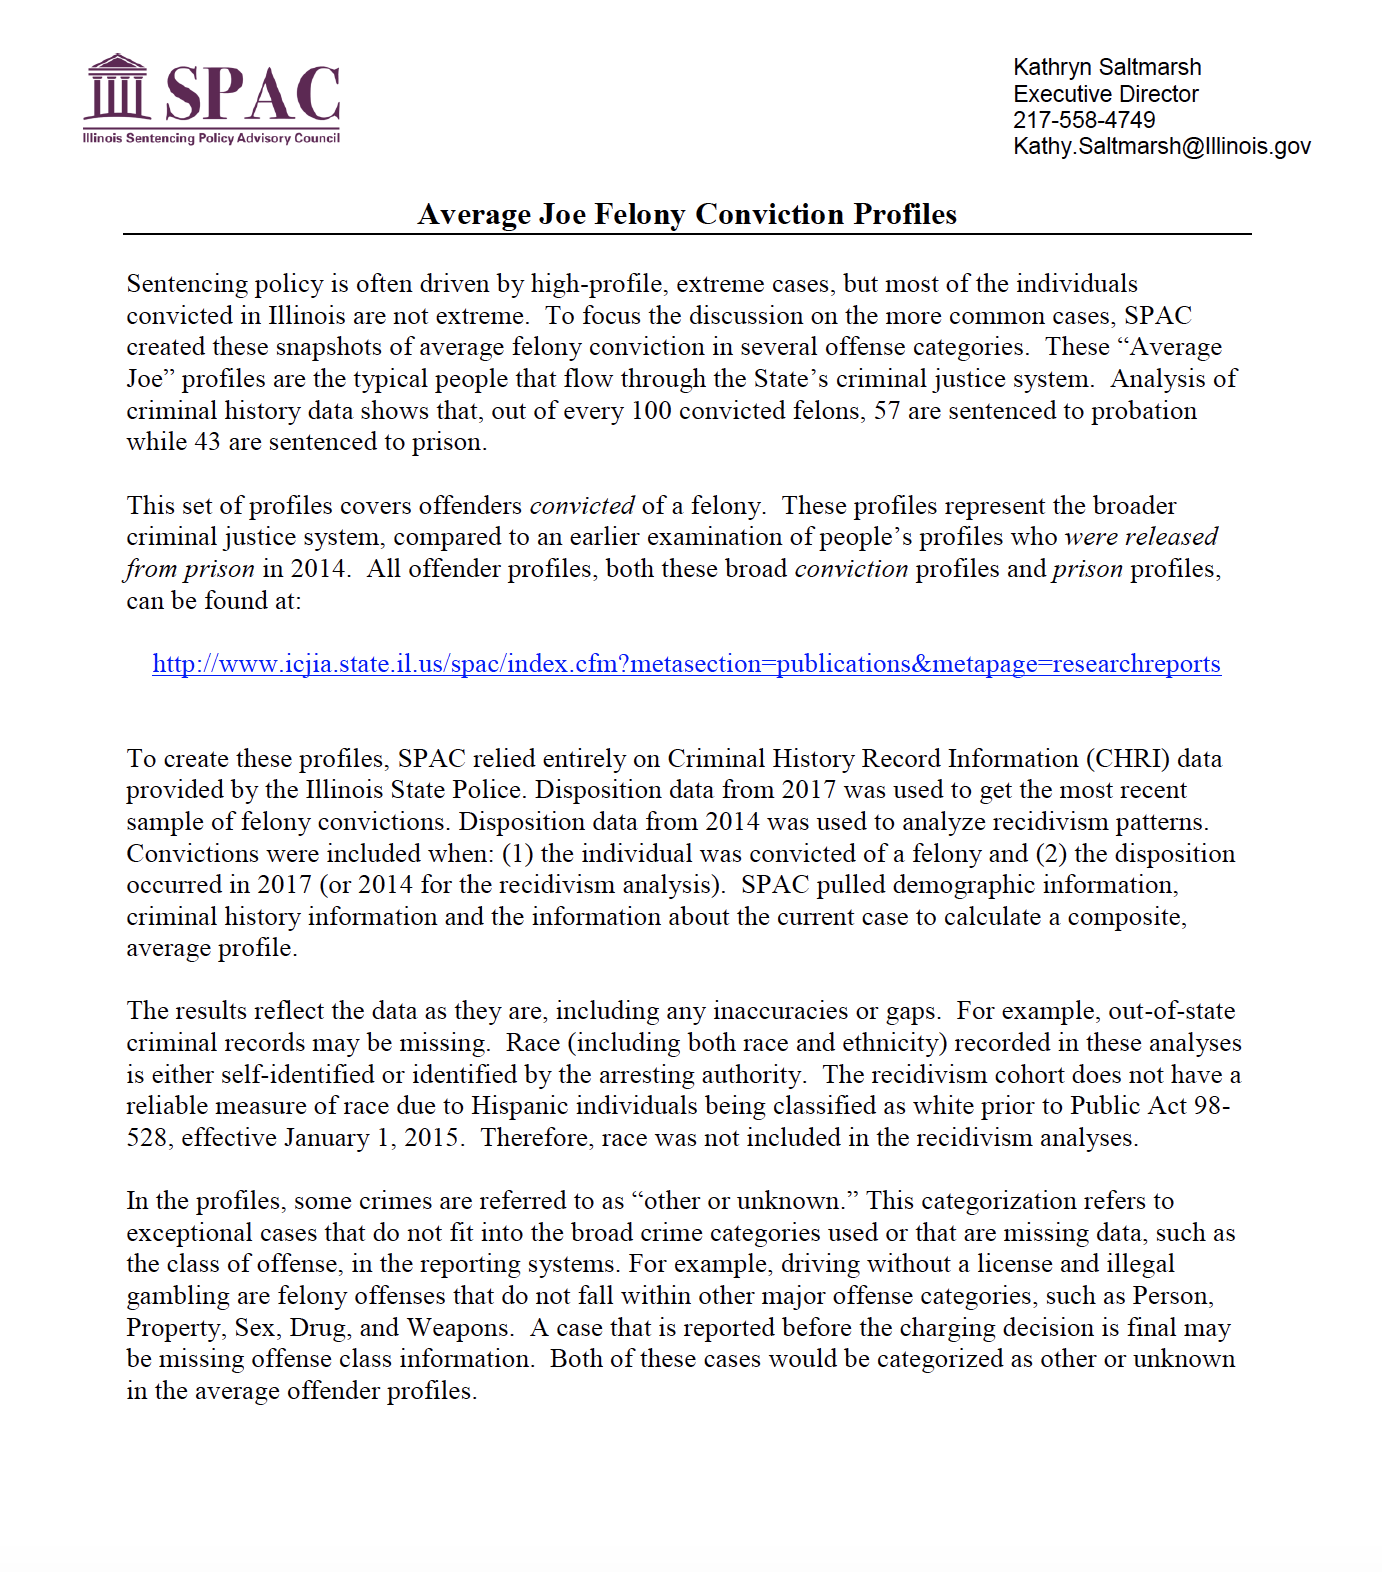 SPAC
Illinois Sentencing Policy Advisory Council
Kathryn Saltmarsh
Executive Director
217-558-4749
Kathy.Saltmarsh@Illinois.gov
Average Joe Felony Conviction Profiles
Sentencing policy is often driven by high-profile, extreme cases, but most of the individuals
convicted in Illinois are not extreme.  To focus the discussion on the more common cases, SPAC
created these snapshots of average felony conviction in several offense categories.  These “Average
Joe” profiles are the typical people that flow through the State’s criminal justice system.  Analysis of
criminal history data shows that, out of every 100 convicted felons, 57 are sentenced to probation
while 43 are sentenced to prison.
This set of profiles covers offenders convicted of a felony.  These profiles represent the broader
criminal justice system, compared to an earlier examination of people’s profiles who were released
from prison in 2014.  All offender profiles, both these broad conviction profiles and prison profiles,
can be found at:
http://www.icjia.state.il.us/spac/index.cfm?metasection=publications&metapage=researchreports
To create these profiles, SPAC relied entirely on Criminal History Record Information (CHRI) data
provided by the Illinois State Police. Disposition data from 2017 was used to get the most recent
sample of felony convictions. Disposition data from 2014 was used to analyze recidivism patterns.
Convictions were included when: (1) the individual was convicted of a felony and (2) the disposition
occurred in 2017 (or 2014 for the recidivism analysis).  SPAC pulled demographic information,
criminal history information and the information about the current case to calculate a composite,
average profile.
The results reflect the data as they are, including any inaccuracies or gaps.  For example, out-of-state
criminal records may be missing.  Race (including both race and ethnicity) recorded in these analyses
is either self-identified or identified by the arresting authority.  The recidivism cohort does not have a
reliable measure of race due to Hispanic individuals being classified as white prior to Public Act 98-
528, effective January 1, 2015.  Therefore, race was not included in the recidivism analyses.
In the profiles, some crimes are referred to as “other or unknown.” This categorization refers to
exceptional cases that do not fit into the broad crime categories used or that are missing data, such as
the class of offense, in the reporting systems. For example, driving without a license and illegal
gambling are felony offenses that do not fall within other major offense categories, such as Person,
Property, Sex, Drug, and Weapons.  A case that is reported before the charging decision is final may
be missing offense class information.  Both of these cases would be categorized as other or unknown
in the average offender profiles.